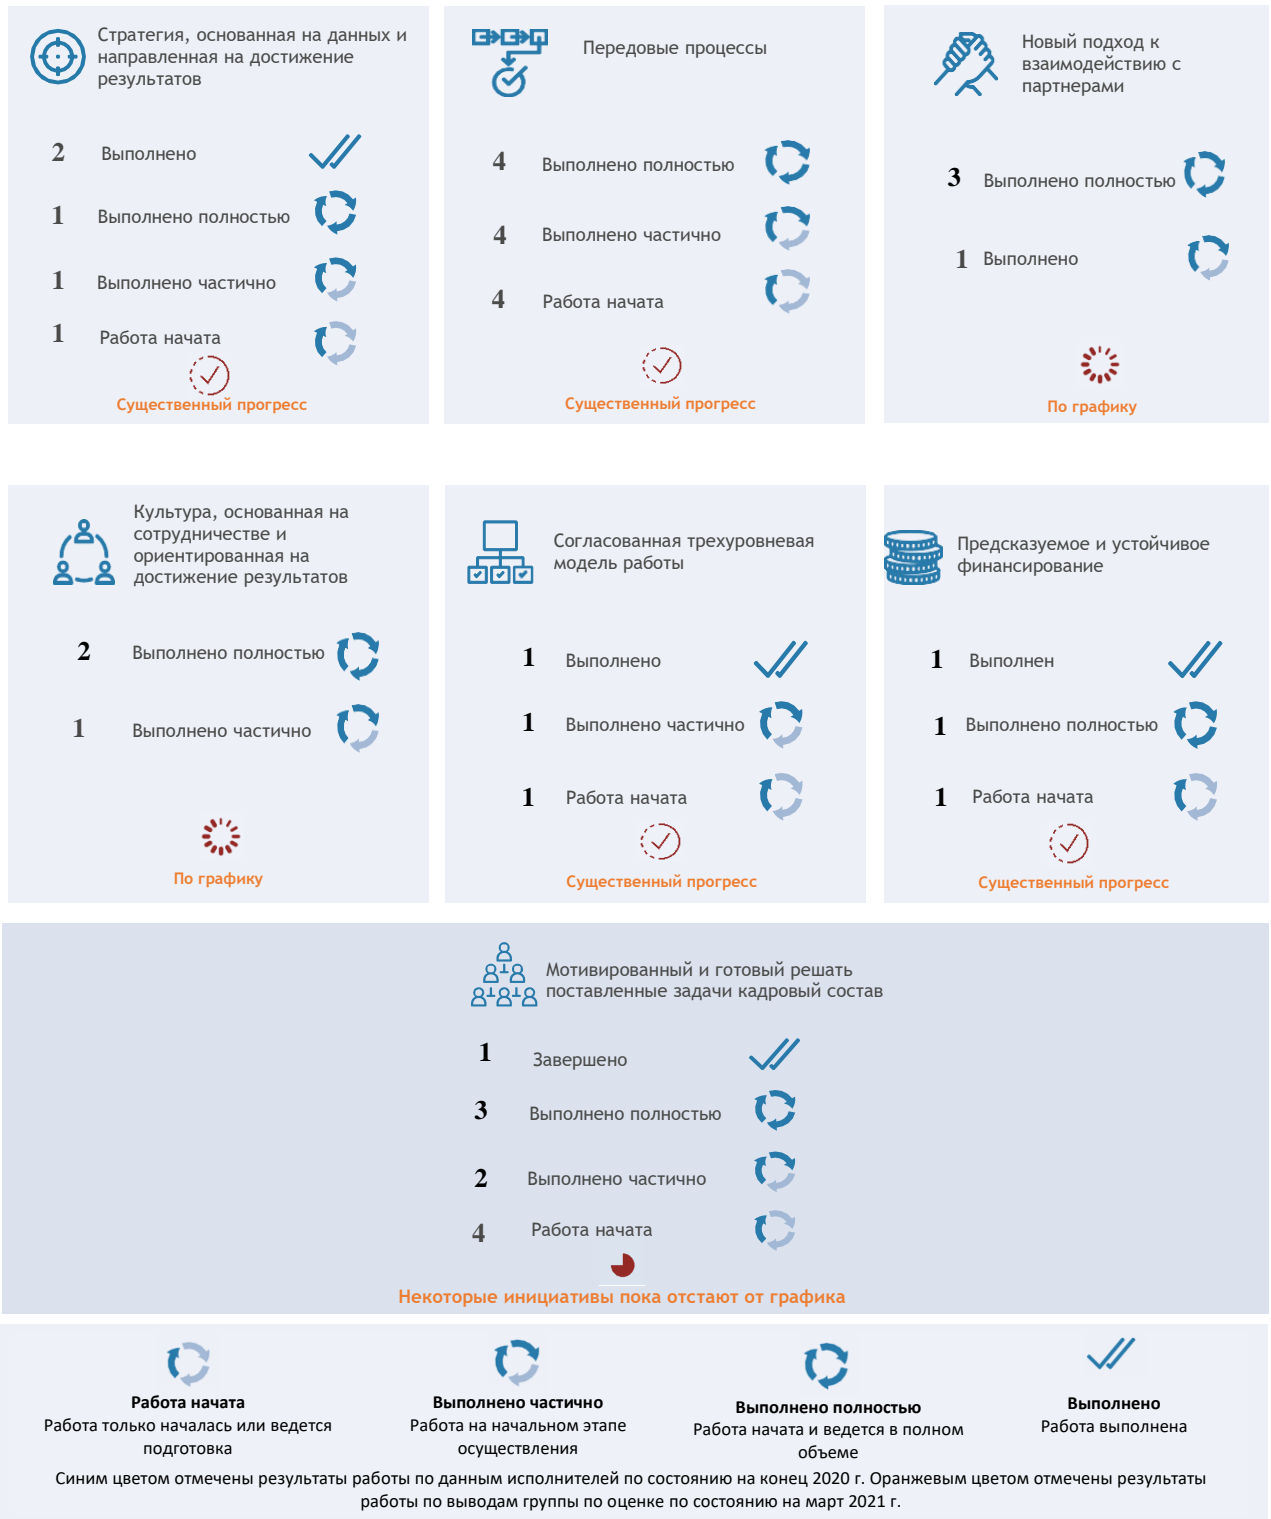 Стратегия, основанная на данных и
направленная на достижение
результатов
2 Выполнено
1 Выполнено полностью
1 Выполнено частично
1 Работа начата
Существенный прогресс
Передовые процессы
4 Выполнено полностью
4 Выполнено частично
4 Работа начата
Существенный прогресс
Новый подход к
взаимодействию с
партнерами
3 Выполнено полностью
1 Выполнено
По графику
Культура, основанная на
сотрудничестве и
ориентированная на
достижение результатов
2 Выполнено полностью
1 Выполнено частично
По графику
Согласованная трехуровневая
модель работы
1 Выполнено
1 Выполнено частично
1 Работа начата
Существенный прогресс
Предсказуемое и устойчивое
финансирование
1 Выполнен
1 Выполнено полностью
1 Работа начата
Существенный прогресс
Мотивированный и готовый решать
поставленные задачи кадровый состав
1 Завершено
3 Выполнено полностью
2 Выполнено частично
4 Работа начата
Некоторые инициативы пока отстают от графика
Работа начата
Работа только началась или ведется
подготовка
Выполнено частично
Работа на начальном этапе
осуществления
Выполнено полностью
Работа начата и ведется в полном
объеме
Выполнено
Работа выполнена
Синим цветом отмечены результаты работы по данным исполнителей по состоянию на конец 2020 г. Оранжевым цветом отмечены результаты
работы по выводам группы по оценке по состоянию на март 2021 г.